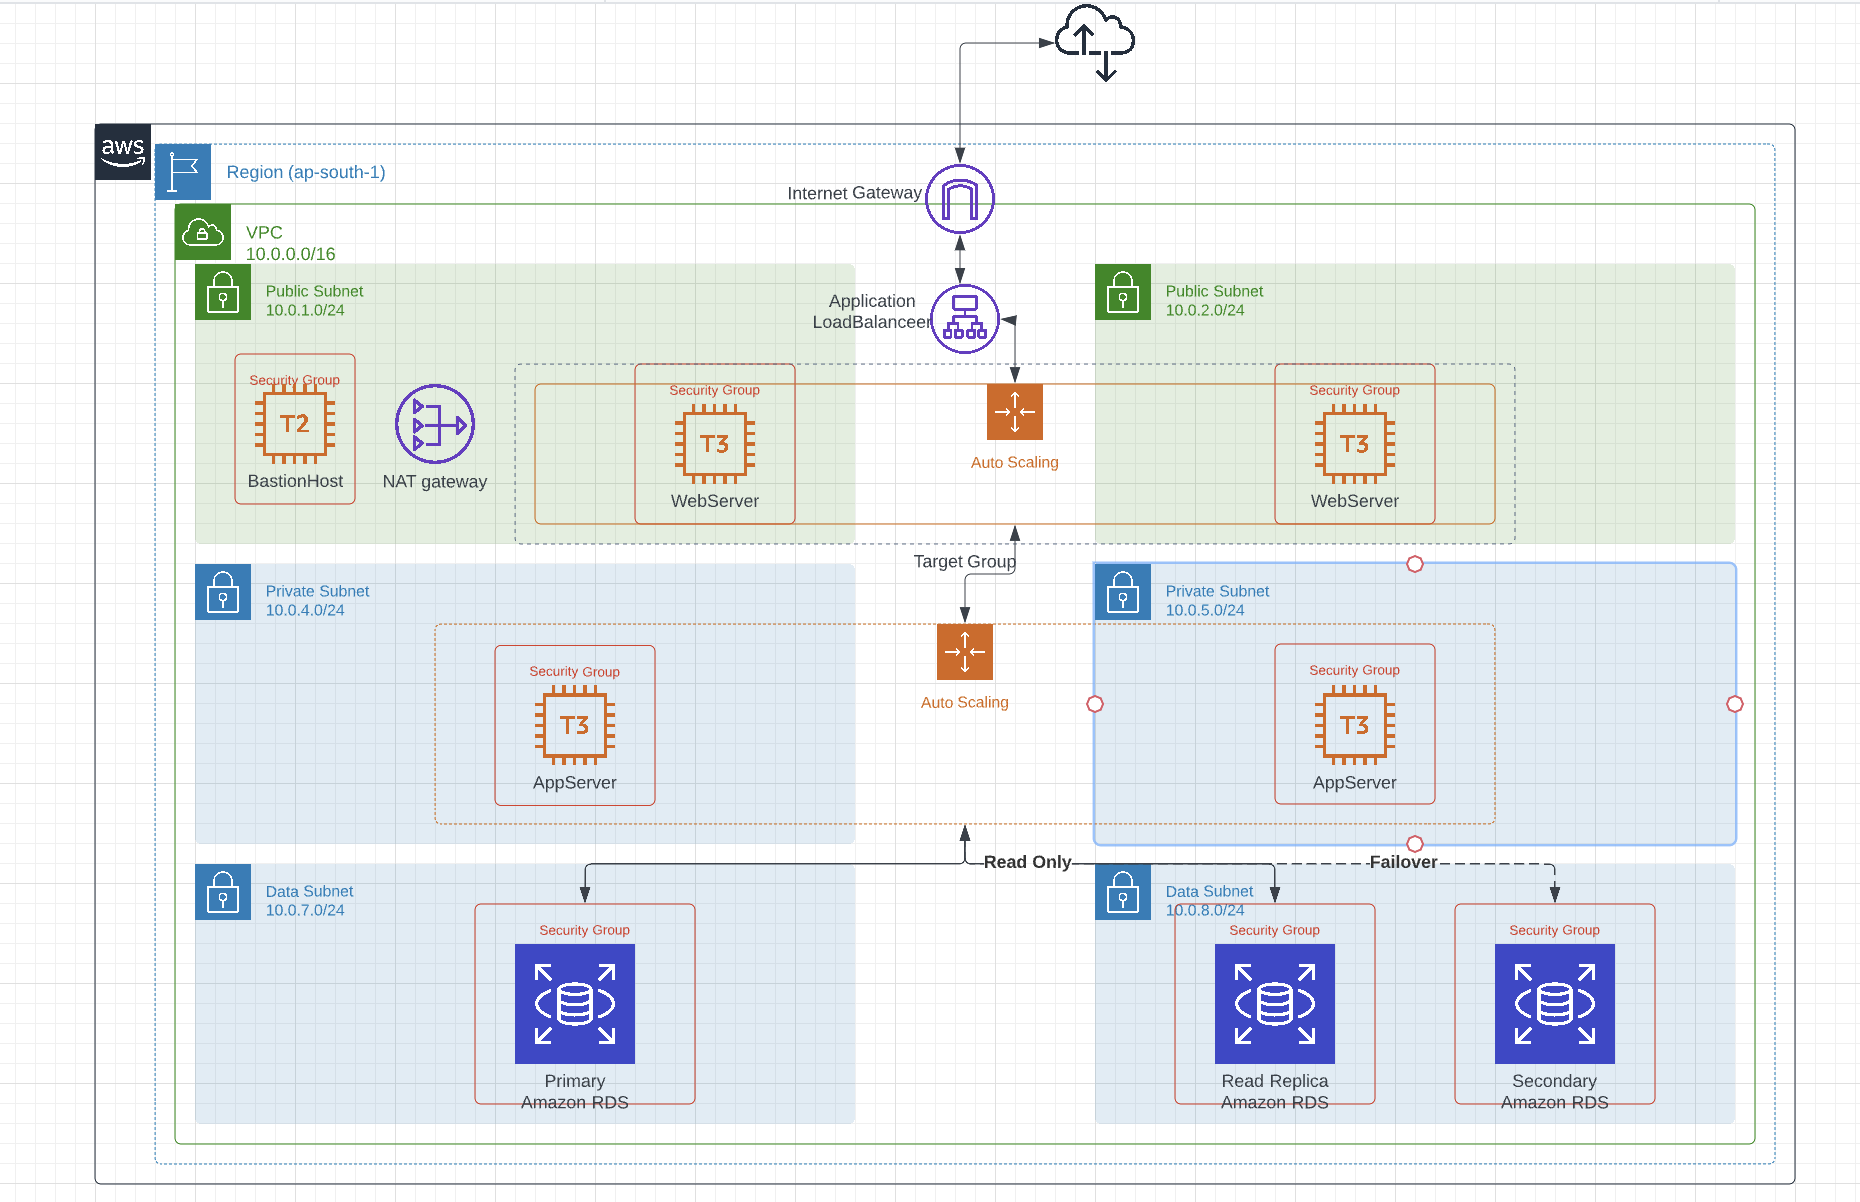 aws
Region (ap-south-1)
Internet Gateway
VPC
10.0.0.0/16
Public Subnet
10.0.1.0/24
Application
LoadBalanceer
Public Subnet
10.0.2.0/24
Security Group
T2
BastionHost
NAT gateway
Security Group
T3
WebServer
Auto Scaling
Security Group
T3
WebServer
Target Group
Private Subnet
10.0.4.0/24
Private Subnet
10.0.5.0/24
Security Group
T3
AppServer
Auto Scaling
Security Group
T3
AppServer
Read Only
Failover
Data Subnet
10.0.7.0/24
Data Subnet
10.0.8.0/24
Security Group
Primary
Amazon RDS
Security Group
Read Replica
Amazon RDS
Security Group
Secondary
Amazon RDS